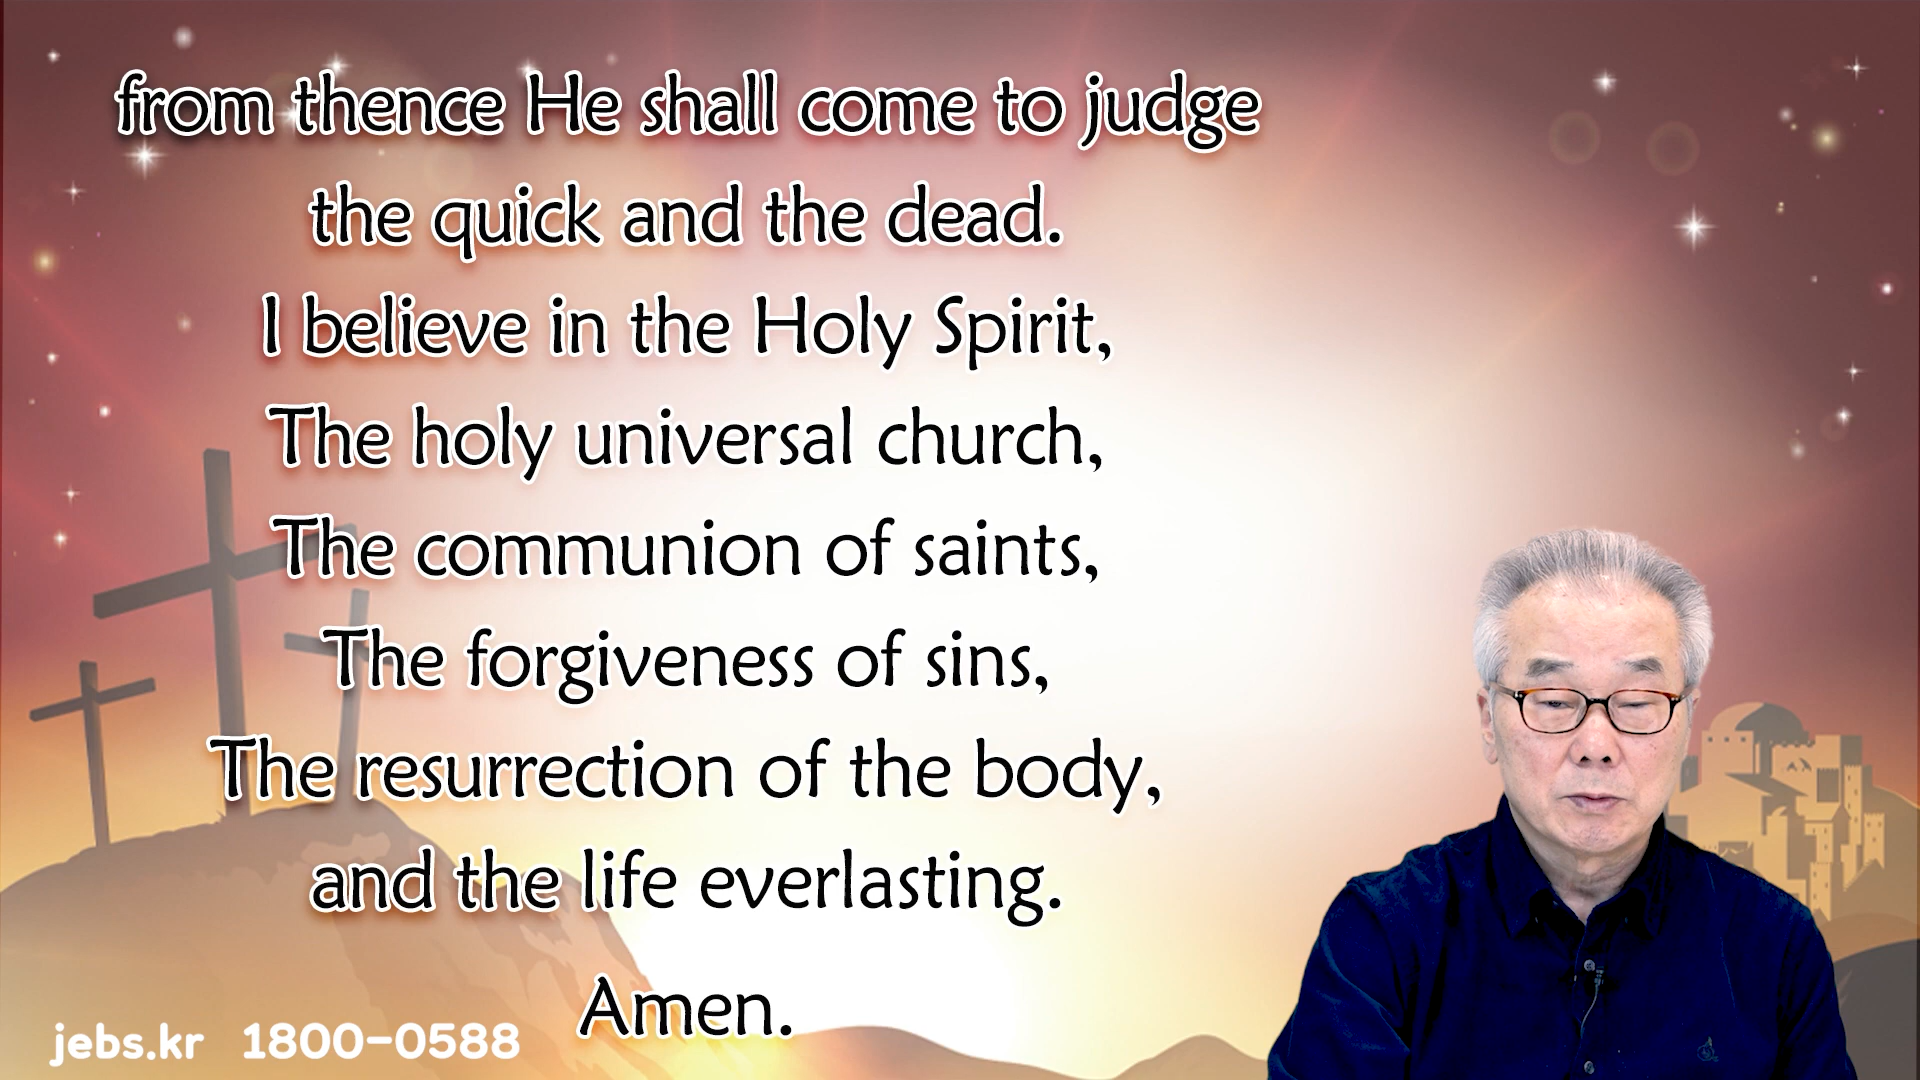 from thence He shall come to judge
the quick and the dead.
I believe in the Holy Spirit,
The holy universal church,
The communion of saints,
The forgiveness of sins,
The resurrection of the body,
and the life everlasting.
Amen.
jebs.kr 1800-0588